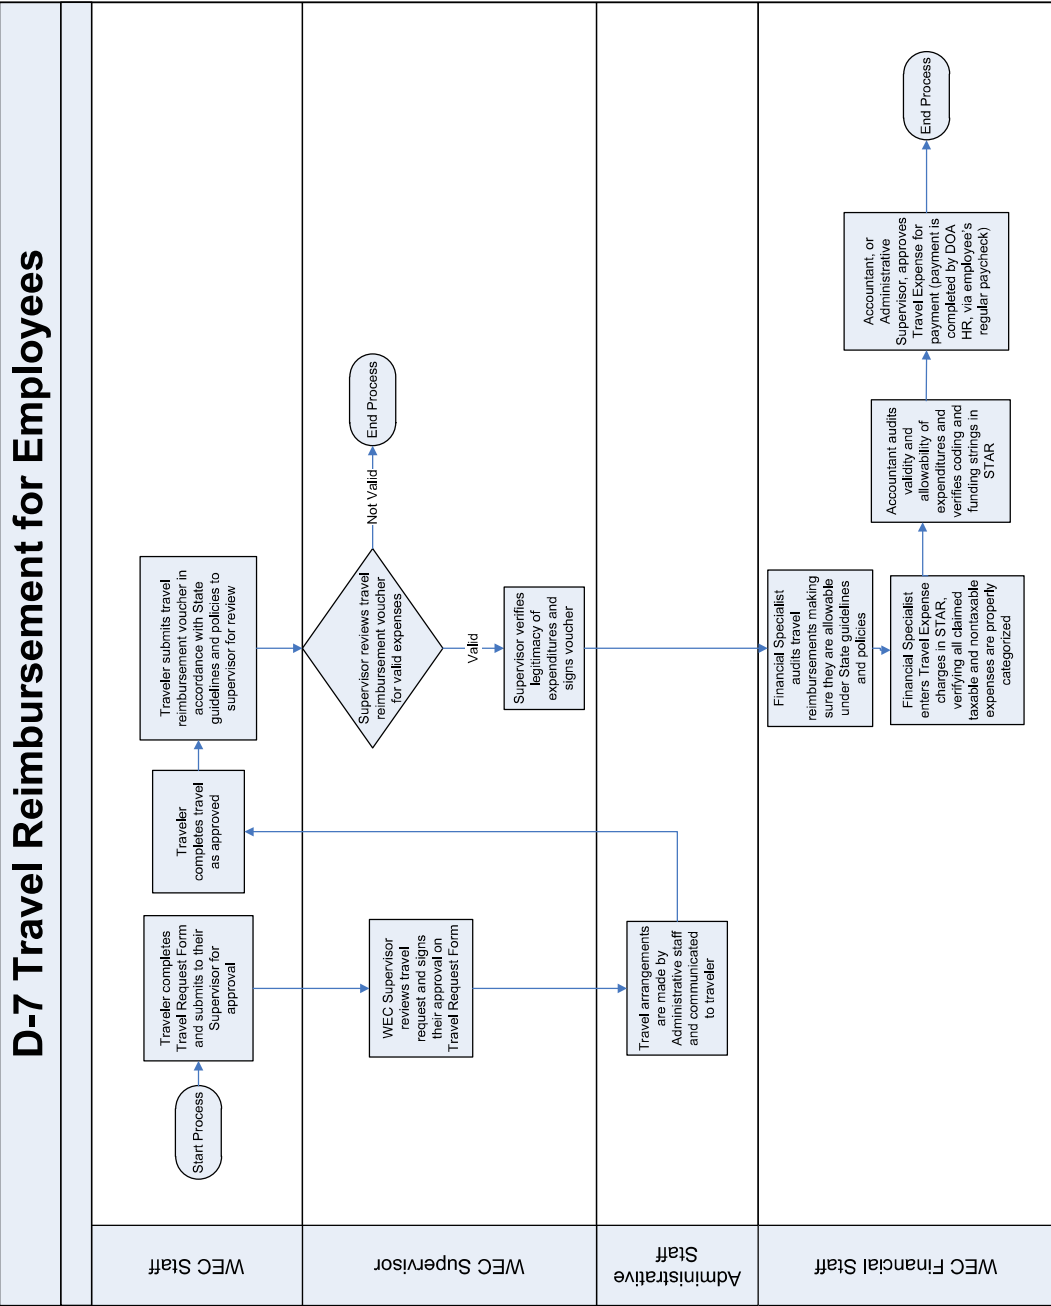 D-7 Travel Reimbursement for Employees
WEC Staff
Start Process
Traveler completes
Travel Request Form
and submits to their
Supervisor for
approval
Traveler
completes travel
as approved
Traveler submits travel
reimbursement voucher in
accordance with State
guidelines and policies to
supervisor for review
WEC Supervisor
WEC Supervisor
reviews travel
request and signs
their approval on
Travel Request Form
Supervisor reviews travel
reimbursement voucher
for valid expenses
Not Valid
End Process
Valid
Supervisor verifies
legitimacy of
expenditures and
signs voucher
Administrative
Staff
Travel arrangements
are made by
Administrative staff
and communicated
to traveler
WEC Financial Staff
Financial Specialist
audits travel
reimbursements making
sure they are allowable
under State guidelines
and policies
Financial Specialist
enters Travel Expense
charges in STAR,
verifying all claimed
taxable and nontaxable
expenses are properly
categorized
Accountant audits
validity and
allowability of
expenditures and
verifies coding and
funding strings in
STAR
Accountant, or
Administrative
Supervisor, approves
Travel Expense for
payment (payment is
completed by DOA
HR, via employee's
regular paycheck)
End Process